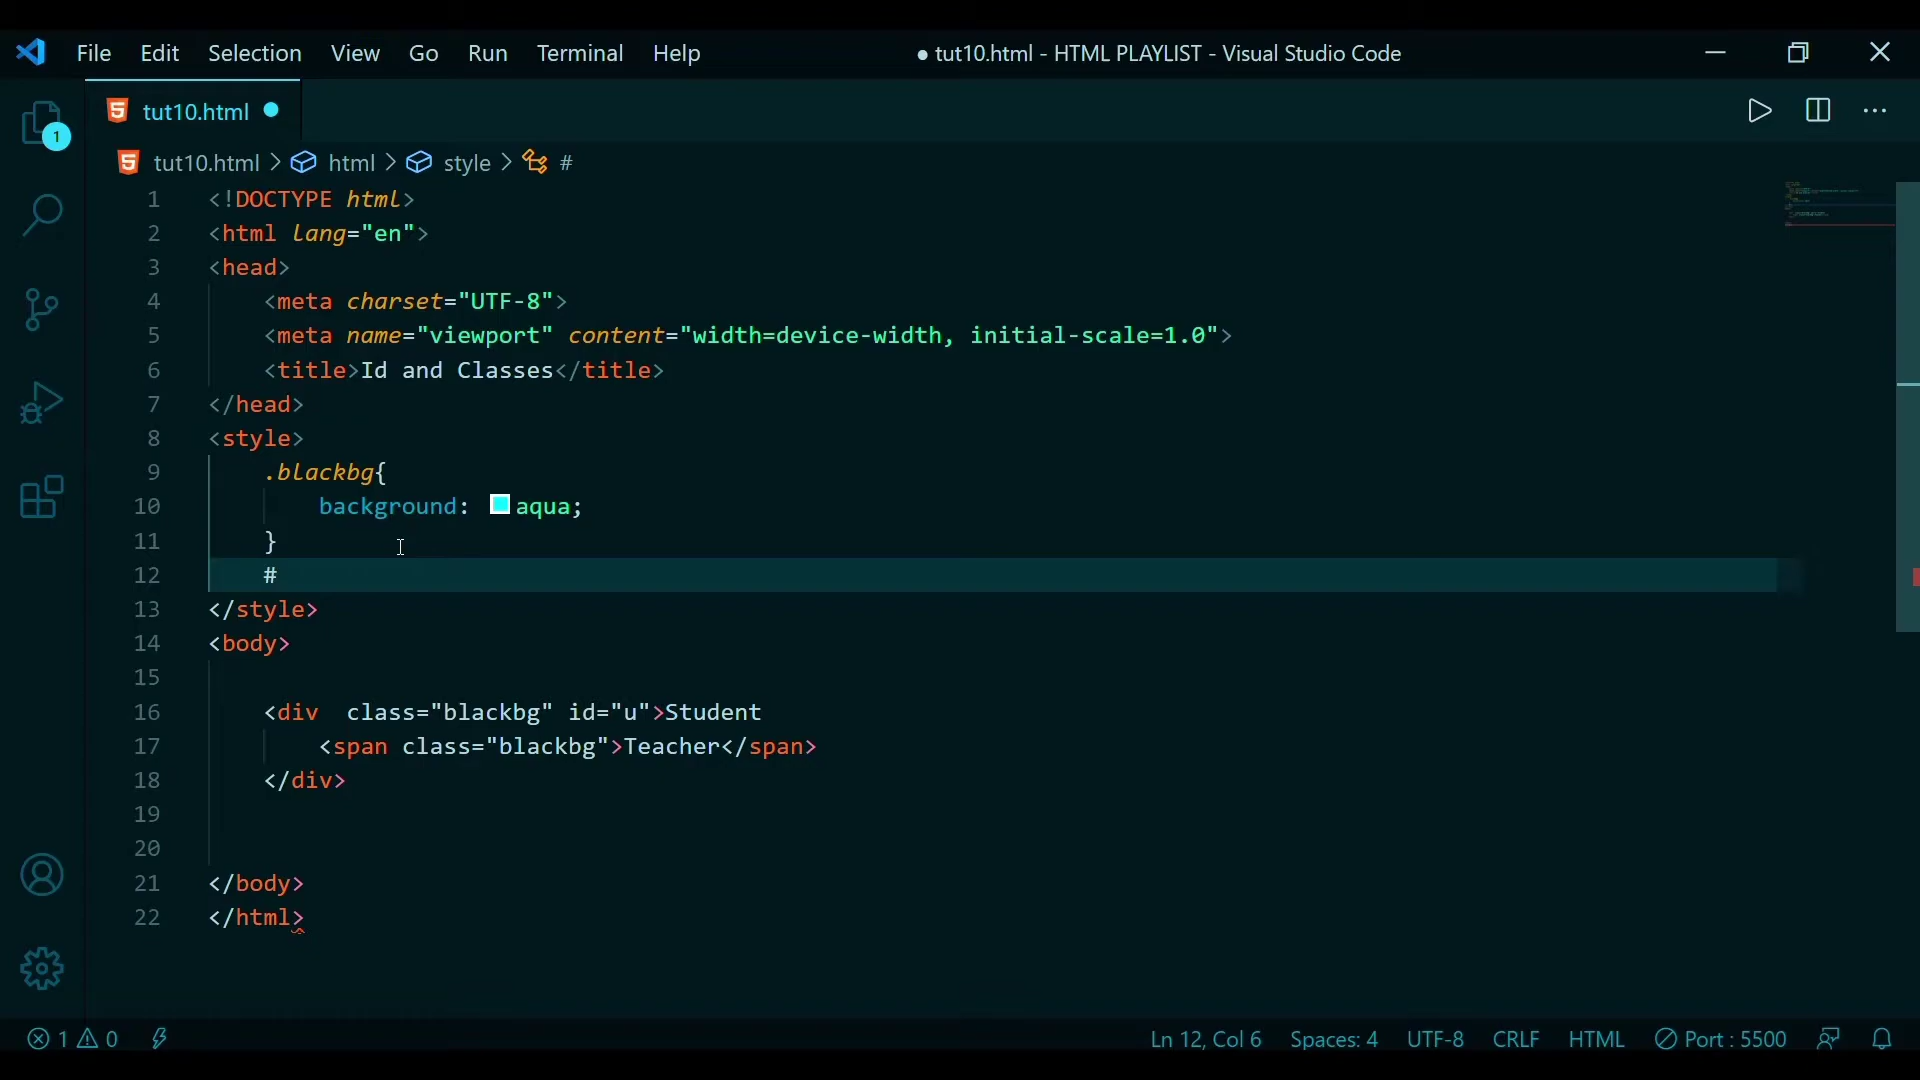 File Edit Selection View Go Run Terminal Help ● tut10.html - HTML PLAYLIST - Visual Studio Code
tut10.html
1
tut10.html > html > style > #
1 <!DOCTYPE html>
2 <html lang="en">
3 <head>
4 <meta charset="UTF-8">
5 <meta name="viewport" content="width=device-width, initial-scale=1.0">
6 <title>Id and Classes</title>
7 </head>
8 <style>
9 .blackbg{
10 background: aqua;
11 }
12 #
13 </style>
14 <body>
15
16 <div  class="blackbg" id="u">Student
17 <span class="blackbg">Teacher</span>
18 </div>
19
20
21 </body>
22 </html>
1 0 Ln 12, Col 6 Spaces: 4 UTF-8 CRLF HTML Port : 5500